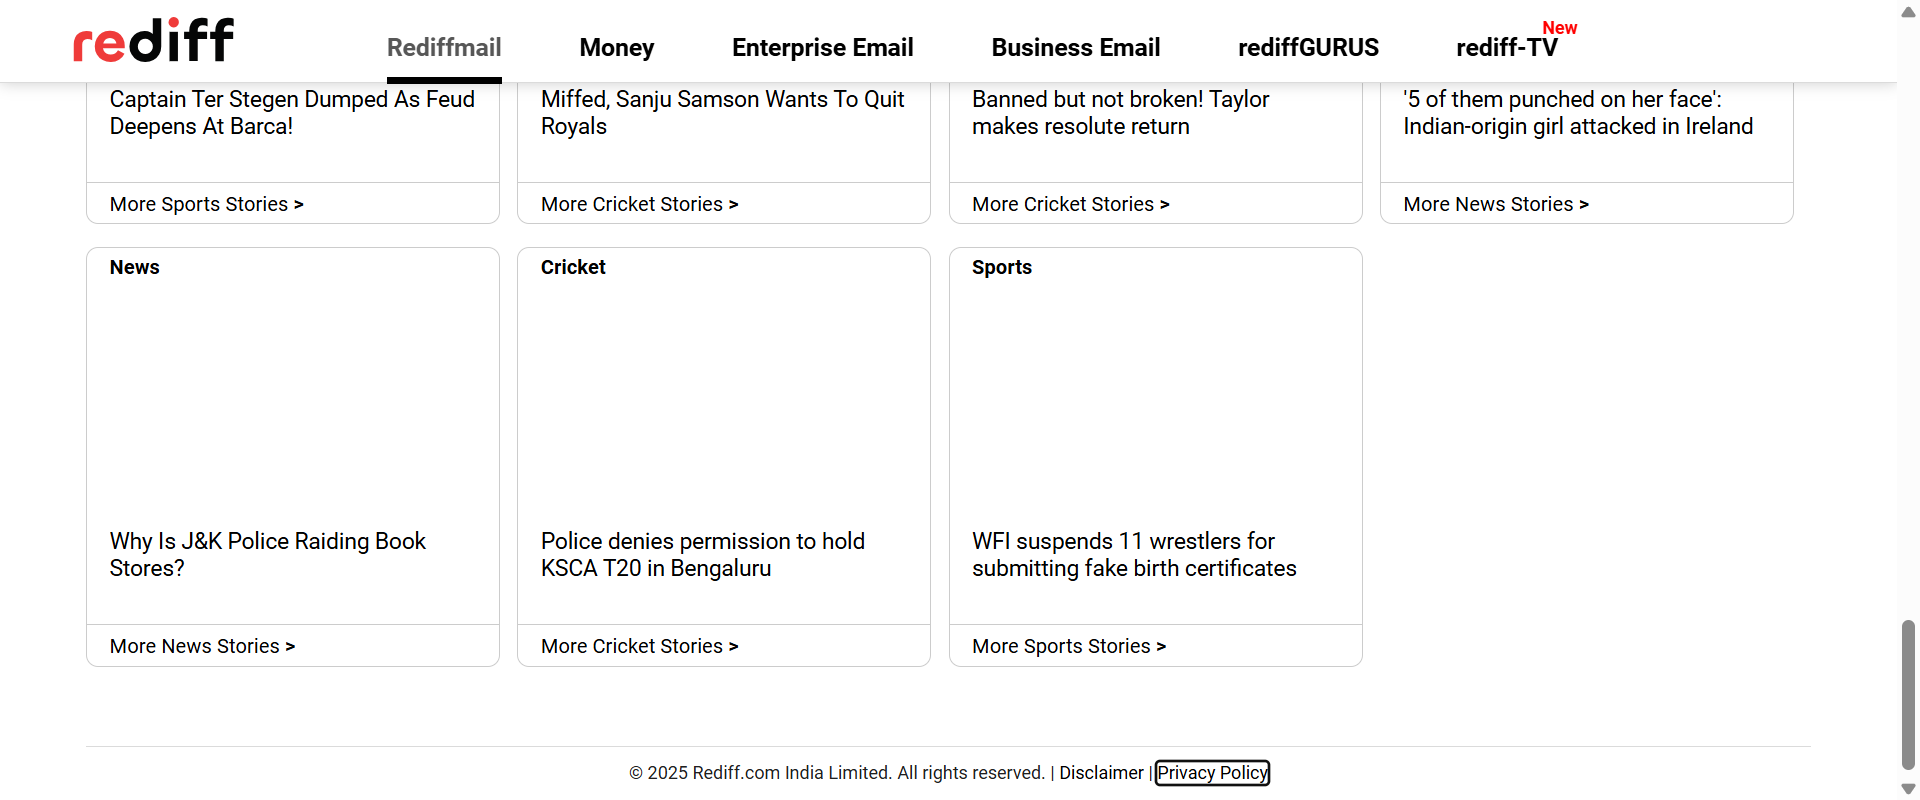 rediff
Rediffmail
Money
Enterprise Email
Business Email
rediffGURUS
rediff-TV
New
Captain Ter Stegen Dumped As Feud
Deepens At Barca!
More Sports Stories >
Miffed, Sanju Samson Wants To Quit
Royals
More Cricket Stories >
Banned but not broken! Taylor
makes resolute return
More Cricket Stories >
'5 of them punched on her face':
Indian-origin girl attacked in Ireland
More News Stories >
News
Why Is J&K Police Raiding Book
Stores?
More News Stories >
Cricket
Police denies permission to hold
KSCA T20 in Bengaluru
More Cricket Stories >
Sports
WFI suspends 11 wrestlers for
submitting fake birth certificates
More Sports Stories >
© 2025 Rediff.com India Limited. All rights reserved. | Disclaimer | Privacy Policy